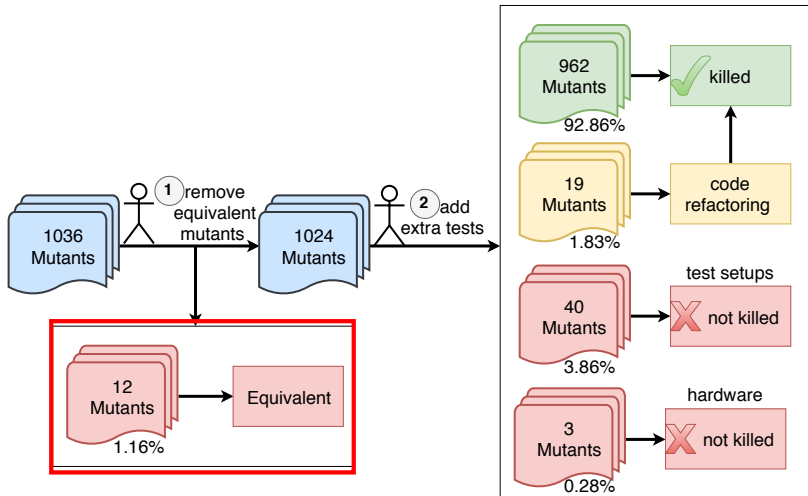 1036
Mutants
1
remove
equivalent
mutants
1024
Mutants
2
add
extra tests
12
Mutants
1.16%
Equivalent
962
Mutants
92.86%
killed
19
Mutants
1.83%
code
refactoring
40
Mutants
3.86%
test setups
not killed
3
Mutants
0.28%
hardware
not killed